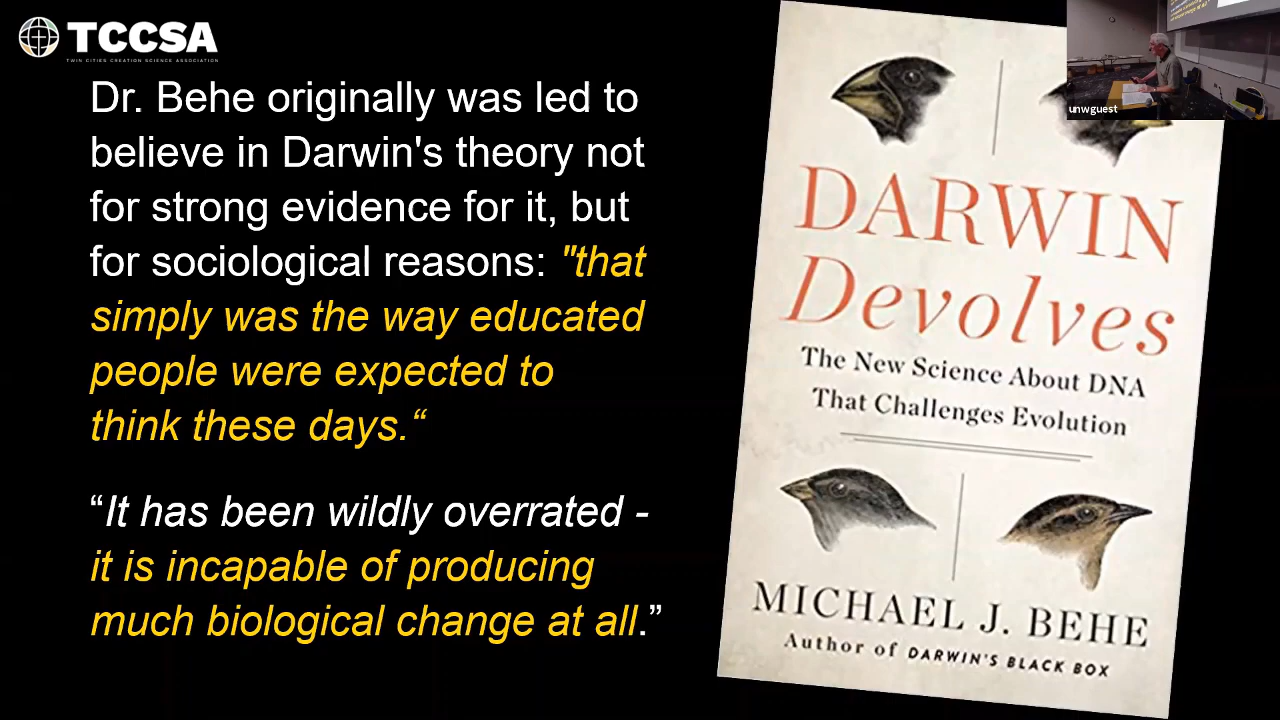 TCCSA
TWIN CITIES CREATION SCIENCE ASSOCIATION
Dr. Behe originally was led to
believe in Darwin's theory not
for strong evidence for it, but
for sociological reasons: "that
simply was the way educated
people were expected to
think these days.“
“It has been wildly overrated -
it is incapable of producing
much biological change at all.”
DARWIN
Devolves
The New Science About DNA
That Challenges Evolution
MICHAEL J. BEHE
Author of DARWIN'S BLACK BOX
unwguest